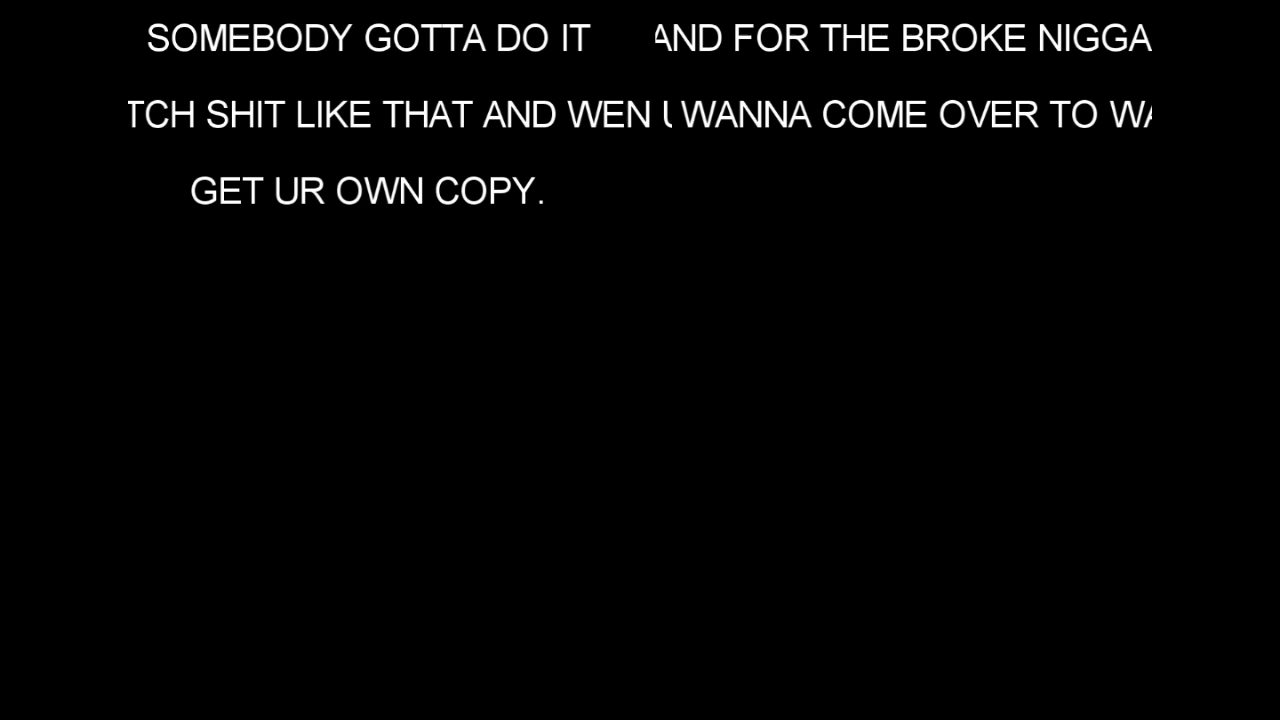 SOMEBODY GOTTA DO IT AND FOR THE BROKE NIGGA
TCH SHIT LIKE THAT AND WEN U WANNA COME OVER TO WA
GET UR OWN COPY.